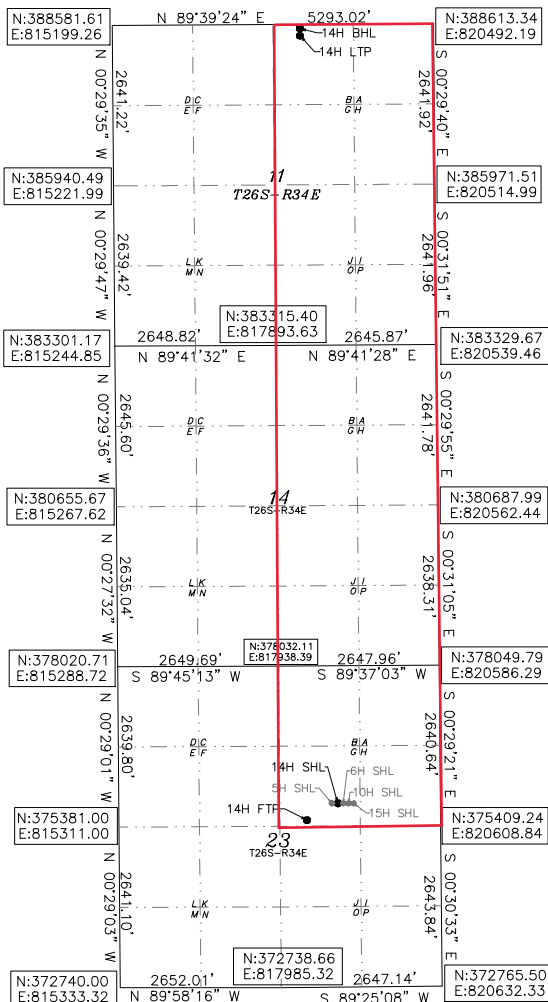 N:388581.61
E:815199.26
N 89°39'24" E
5293.02'
N:388613.34
E:820492.19
14H BHL
14H LTP
N 00°29'35" W
2641.22'
D C
E F
B A
G H
2641.92'
S 00°29'40" E
N:385940.49
E:815221.99
11
T26S-R34E
N:385971.51
E:820514.99
N 00°29'47" W
2639.42'
L K
M N
J I
O P
2641.96'
S 00°31'51" E
N:383315.40
E:817893.63
N:383301.17
E:815244.85
2648.82'
N 89°41'32" E
2645.87'
N 89°41'28" E
N:383329.67
E:820539.46
N 00°29'36" W
2645.60'
D C
E F
B A
G H
2641.78'
S 00°29'55" E
N:380655.67
E:815267.62
14
T26S-R34E
N:380687.99
E:820562.44
N 00°27'32" W
2635.04'
L K
M N
J I
O P
2638.31'
S 00°31'05" E
N:378032.11
E:817938.39
N:378020.71
E:815288.72
2649.69'
S 89°45'13" W
2647.96'
S 89°37'03" W
N:378049.79
E:820586.29
N 00°29'01" W
2639.80'
D C
E F
B A
G H
2640.64'
S 00°29'21" E
14H SHL
6H SHL
5H SHL
10H SHL
15H SHL
14H FTP
N:375381.00
E:815311.00
23
T26S-R34E
N:375409.24
E:820608.84
N 00°29'03" W
2641.10'
L K
M N
J I
O P
2643.84'
S 00°30'33" E
N:372738.66
E:817985.32
N:372740.00
E:815333.32
2652.01'
N 89°58'16" W
2647.14'
S 89°25'08" W
N:372765.50
E:820632.33